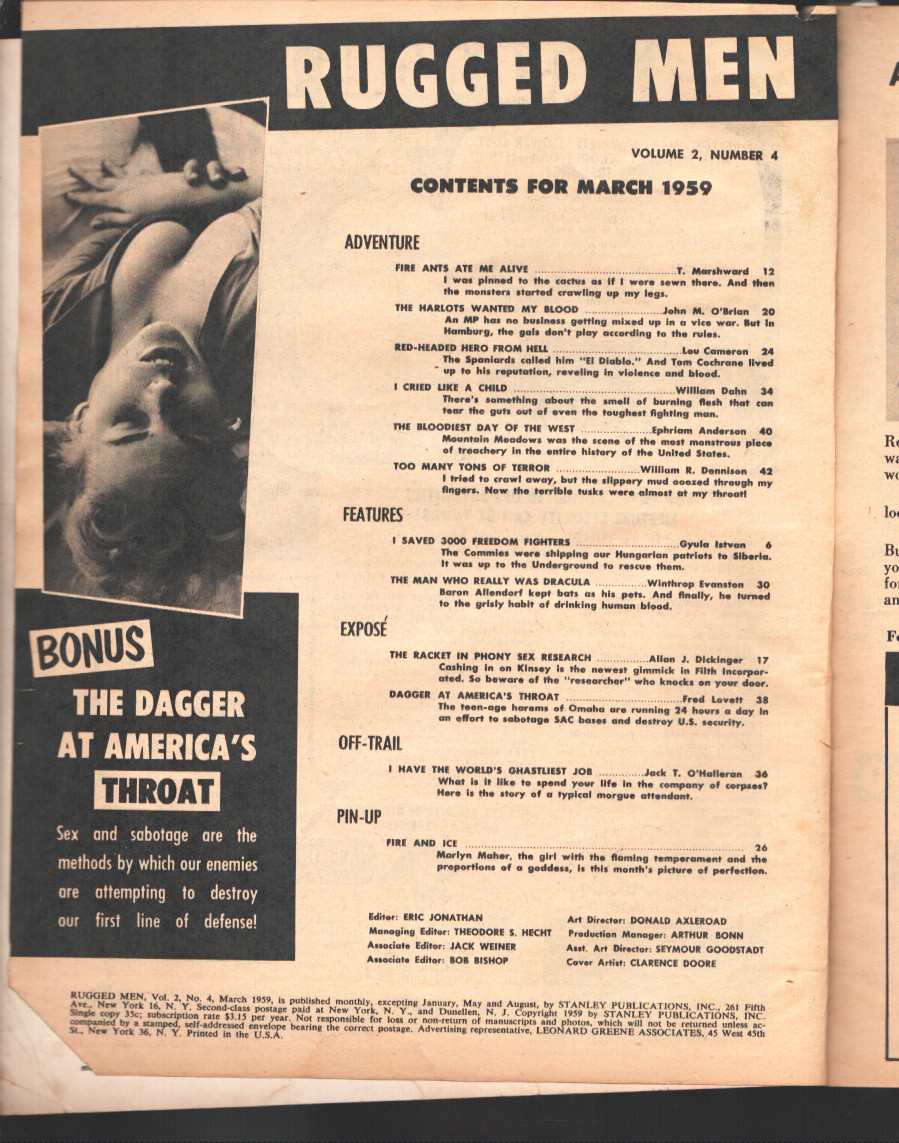 RUGGED MEN
VOLUME 2, NUMBER 4
CONTENTS FOR MARCH 1959
ADVENTURE
FIRE ANTS ATE ME ALIVE ........................................T. Marshward 12
I was pinned to the cactus as if I were sewn there. And then
the monsters started crawling up my legs.
THE HARLOTS WANTED MY BLOOD ......................John M. O'Brian 20
An MP has no business getting mixed up in a vice war. But in
Hamburg, the gals don't play according to the rules.
RED-HEADED HERO FROM HELL ....................................Lou Cameron 24
The Spaniards called him "El Diablo." And Tom Cochrane lived
up to his reputation, reveling in violence and blood.
I CRIED LIKE A CHILD .............................................William Dahn 34
There's something about the smell of burning flesh that can
tear the guts out of even the toughest fighting man.
THE BLOODIEST DAY OF THE WEST ....................Ephriam Anderson 40
Mountain Meadows was the scene of the most monstrous piece
of treachery in the entire history of the United States.
TOO MANY TONS OF TERROR .......................William R. Dennison 42
I tried to crawl away, but the slippery mud ooozed through my
fingers. Now the terrible tusks were almost at my throat!
FEATURES
I SAVED 3000 FREEDOM FIGHTERS .............................Gyula Istvan 6
The Commies were shipping our Hungarian patriots to Siberia.
It was up to the Underground to rescue them.
THE MAN WHO REALLY WAS DRACULA ..............Winthrop Evanston 30
Baron Allendorf kept bats as his pets. And finally, he turned
to the grisly habit of drinking human blood.
EXPOSÉ
THE RACKET IN PHONY SEX RESEARCH ...............Allan J. Dickinger 17
Cashing in on Kinsey is the newest gimmick in Filth Incorpor-
ated. So beware of the "researcher" who knocks on your door.
DAGGER AT AMERICA'S THROAT .................................Fred Lovett 38
The teen-age harems of Omaha are running 24 hours a day in
an effort to sabotage SAC bases and destroy U.S. security.
OFF-TRAIL
I HAVE THE WORLD'S GHASTLIEST JOB .............Jack T. O'Halleran 36
What is it like to spend your life in the company of corpses?
Here is the story of a typical morgue attendant.
PIN-UP
FIRE AND ICE .............................................................................. 26
Marlyn Maher, the girl with the flaming temperament and the
proportions of a goddess, is this month's picture of perfection.
BONUS
THE DAGGER
AT AMERICA'S
THROAT
Sex and sabotage are the
methods by which our enemies
are attempting to destroy
our first line of defense!
Editor: ERIC JONATHAN
Managing Editor: THEODORE S. HECHT
Associate Editor: JACK WEINER
Associate Editor: BOB BISHOP
Art Director: DONALD AXLEROAD
Production Manager: ARTHUR BONN
Asst. Art Director: SEYMOUR GOODSTADT
Cover Artist: CLARENCE DOORE
RUGGED MEN, Vol. 2, No. 4, March 1959, is published monthly, excepting January, May and August, by STANLEY PUBLICATIONS, INC., 261 Fifth
Ave., New York 16, N. Y. Second-class postage paid at New York, N. Y., and Dunellen, N. J. Copyright 1959 by STANLEY PUBLICATIONS, INC.
Single copy 35c; subscription rate $3.15 per year. Not responsible for loss or non-return of manuscripts and photos, which will not be returned unless ac-
companied by a stamped, self-addressed envelope bearing the correct postage. Advertising representative, LEONARD GREENE ASSOCIATES, 45 West 45th
St., New York 36, N. Y. Printed in the U.S.A.